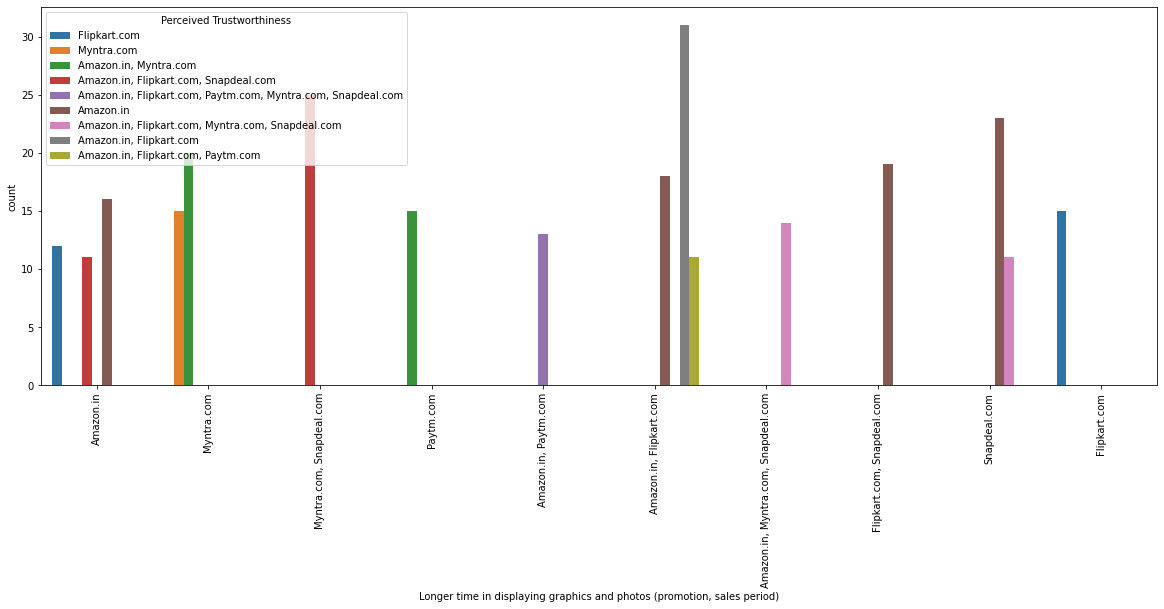 Perceived Trustworthiness
Flipkart.com
Myntra.com
Amazon.in, Myntra.com
Amazon.in, Flipkart.com, Snapdeal.com
Amazon.in, Flipkart.com, Paytm.com, Myntra.com, Snapdeal.com
Amazon.in
Amazon.in, Flipkart.com, Myntra.com, Snapdeal.com
Amazon.in, Flipkart.com
Amazon.in, Flipkart.com, Paytm.com
30
25
20
15
10
5
0
count
Amazon.in
Myntra.com
Myntra.com, Snapdeal.com
Paytm.com
Amazon.in, Paytm.com
Amazon.in, Flipkart.com
Amazon.in, Myntra.com, Snapdeal.com
Flipkart.com, Snapdeal.com
Snapdeal.com
Flipkart.com
Longer time in displaying graphics and photos (promotion, sales period)